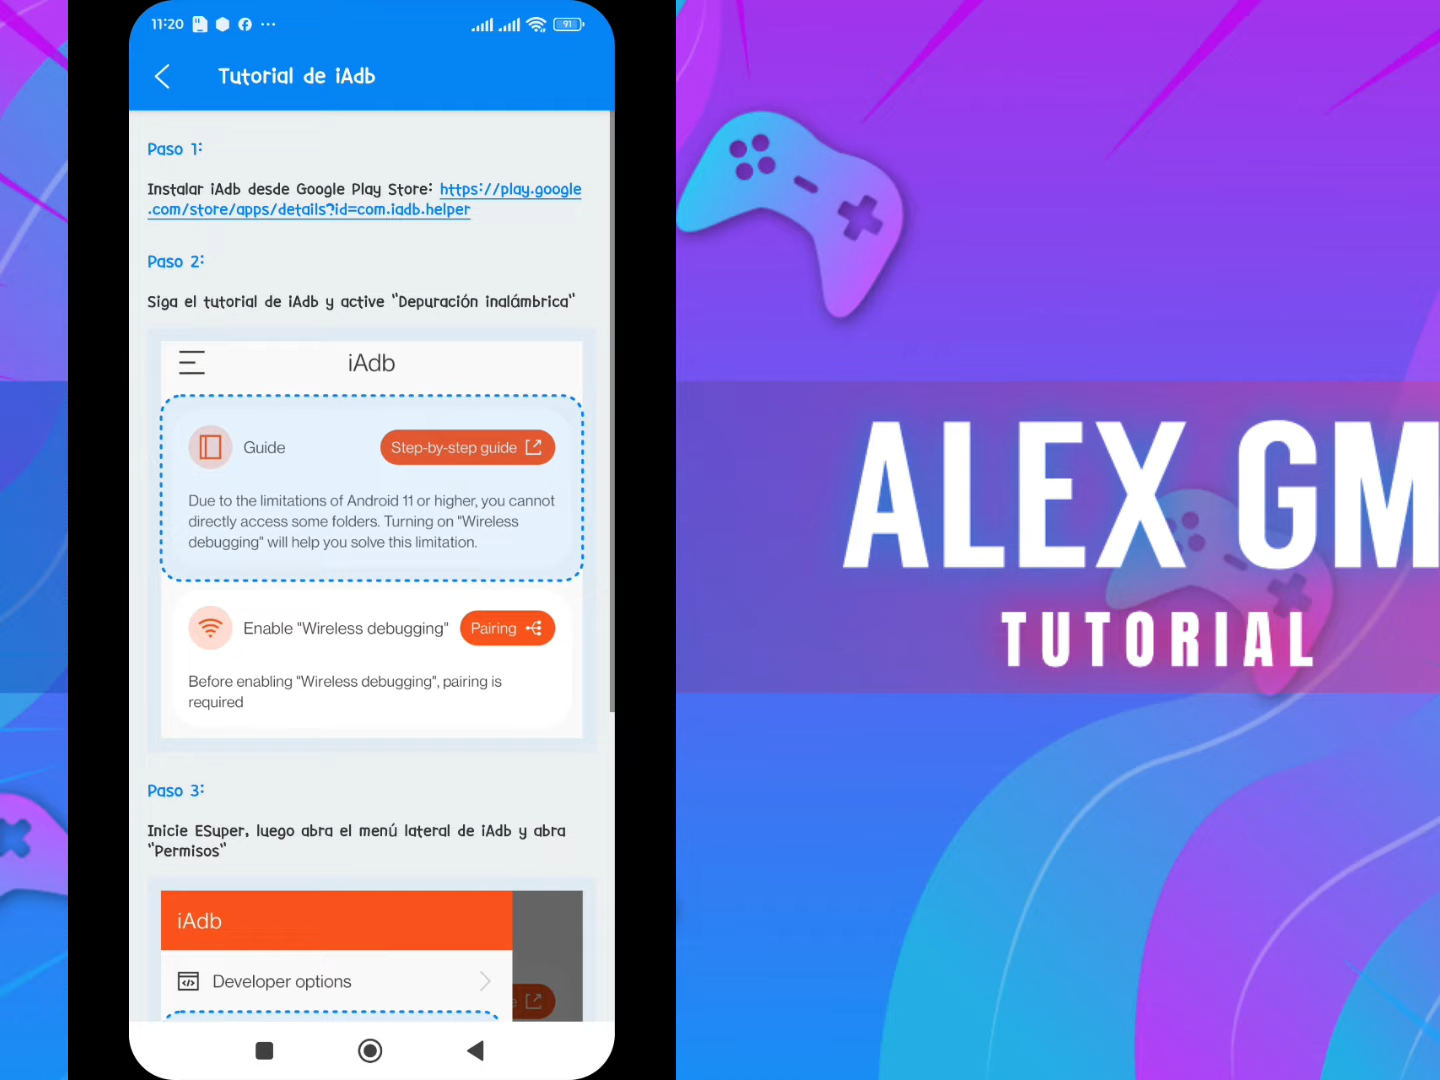 11:20
91
Tutorial de iAdb
Paso 1:
Instalar iAdb desde Google Play Store: https://play.google
.com/store/apps/details?id=com.iadb.helper
Paso 2:
Siga el tutorial de iAdb y active "Depuración inalámbrica"
iAdb
Guide
Step-by-step guide
Due to the limitations of Android 11 or higher, you cannot
directly access some folders. Turning on "Wireless
debugging" will help you solve this limitation.
Enable "Wireless debugging"
Pairing
Before enabling "Wireless debugging", pairing is
required
Paso 3:
Inicie ESuper, luego abra el menú lateral de iAdb y abra
"Permisos"
iAdb
Developer options
e
ALEX GM
TUTORIAL